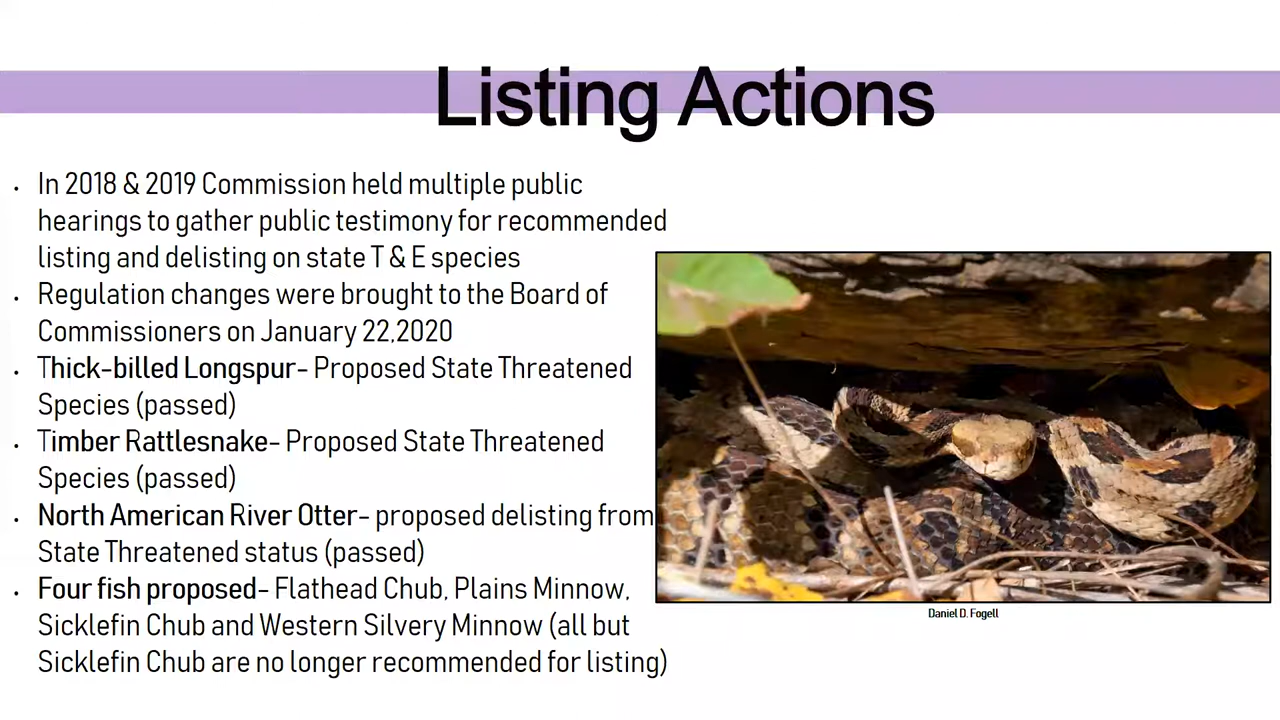 Listing Actions
• In 2018 & 2019 Commission held multiple public
hearings to gather public testimony for recommended
listing and delisting on state T & E species
• Regulation changes were brought to the Board of
Commissioners on January 22,2020
• Thick-billed Longspur- Proposed State Threatened
Species (passed)
• Timber Rattlesnake- Proposed State Threatened
Species (passed)
• North American River Otter- proposed delisting from
State Threatened status (passed)
• Four fish proposed- Flathead Chub, Plains Minnow,
Sicklefin Chub and Western Silvery Minnow (all but
Sicklefin Chub are no longer recommended for listing)
Daniel D. Fogell